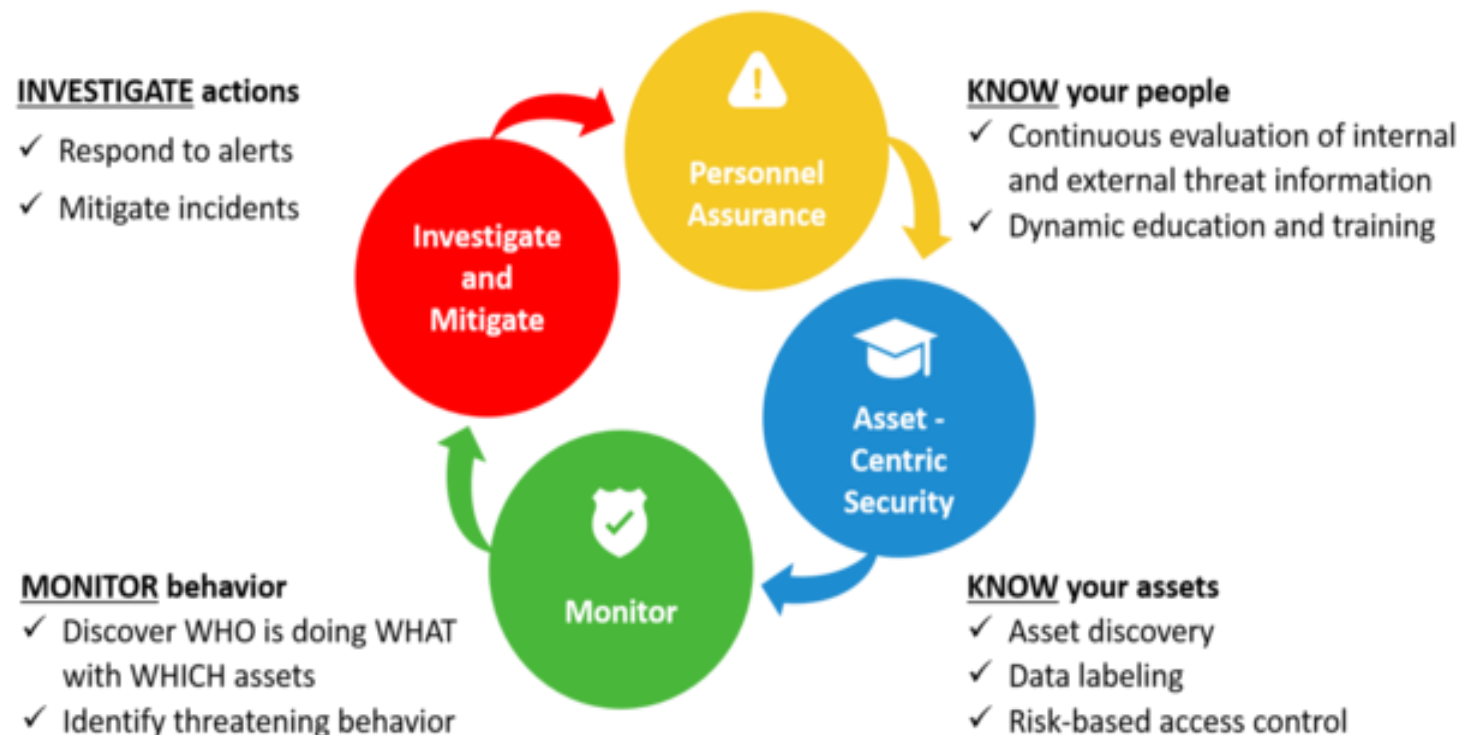 INVESTIGATE actions
✓ Respond to alerts
✓ Mitigate incidents
Personnel
Assurance
KNOW your people
✓ Continuous evaluation of internal
and external threat information
✓ Dynamic education and training
Investigate
and
Mitigate
Asset -
Centric
Security
Monitor
MONITOR behavior
✓ Discover WHO is doing WHAT
with WHICH assets
✓ Identify threatening behavior
KNOW your assets
✓ Asset discovery
✓ Data labeling
✓ Risk-based access control